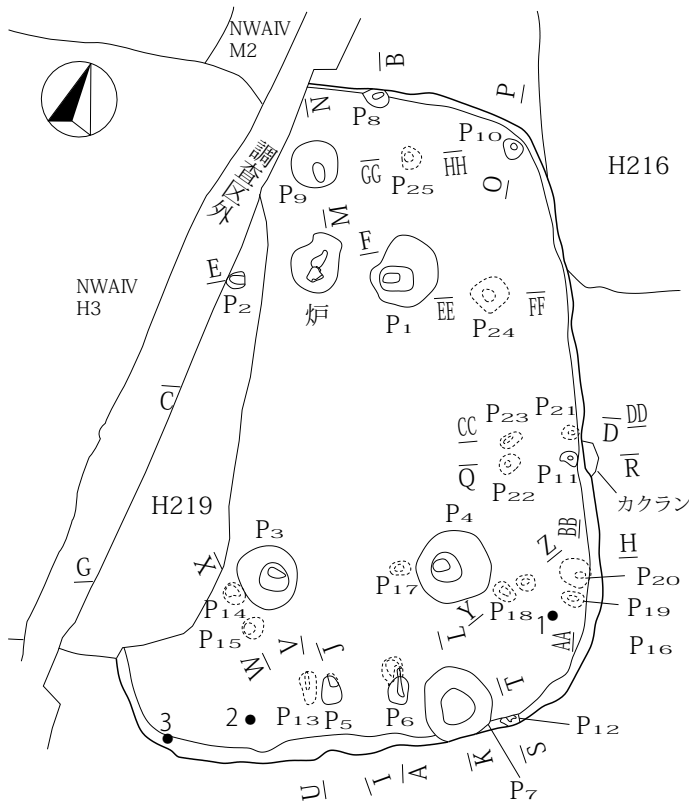 NWAⅣ
M2
B
P
N
P8
P10
H216
調査区外
P9
GG
P25
HH
O
M
F
E
P2
NWAⅣ
H3
炉
P1
EE
P24
FF
C
CC
P23
P21
D
DD
Q
P22
P11
R
カクラン
H219
P3
P4
BB
Z
H
G
X
P14
P17
P20
P15
L
Y
P18
P19
1
AA
P16
W
V
J
T
P13
P5
P6
P12
3
2
U
I
A
K
S
P7